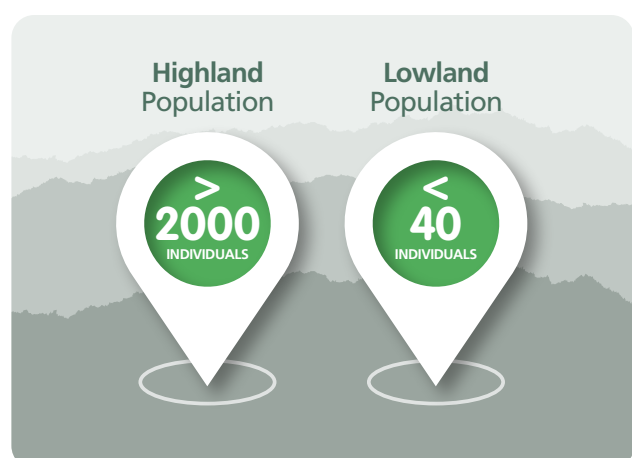 Highland
Population
>
2000
INDIVIDUALS
Lowland
Population
<
40
INDIVIDUALS